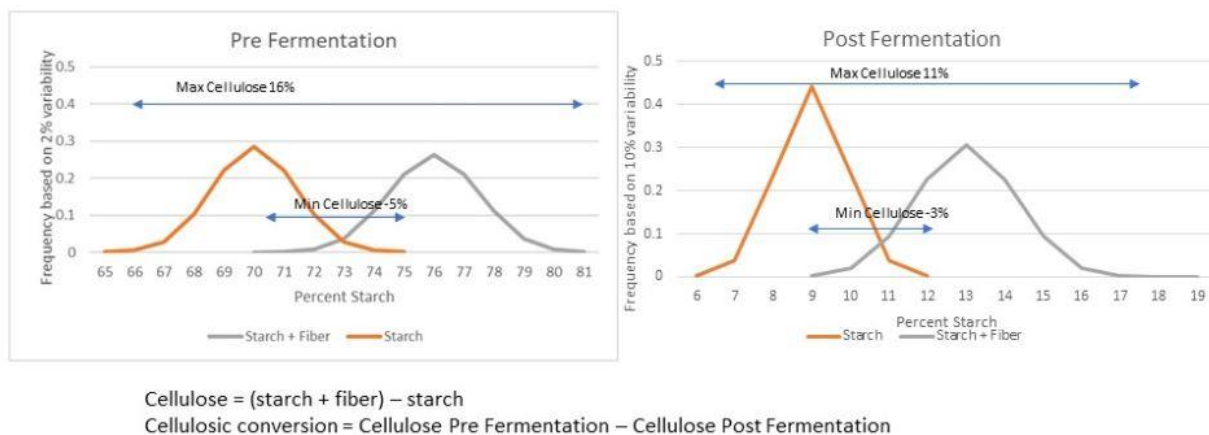 Pre Fermentation
Frequency based on 2% variability
0.5
0.4
0.3
0.2
0.1
0
Max Cellulose 16%
Min Cellulose -5%
65 66 67 68 69 70 71 72 73 74 75 76 77 78 79 80 81
Percent Starch
Starch + Fiber Starch
Post Fermentation
Frequency based on 10% variability
0.5
0.4
0.3
0.2
0.1
0
Max Cellulose 11%
Min Cellulose -3%
6 7 8 9 10 11 12 13 14 15 16 17 18 19
Percent Starch
Starch Starch + Fiber
Cellulose = (starch + fiber) – starch
Cellulosic conversion = Cellulose Pre Fermentation – Cellulose Post Fermentation